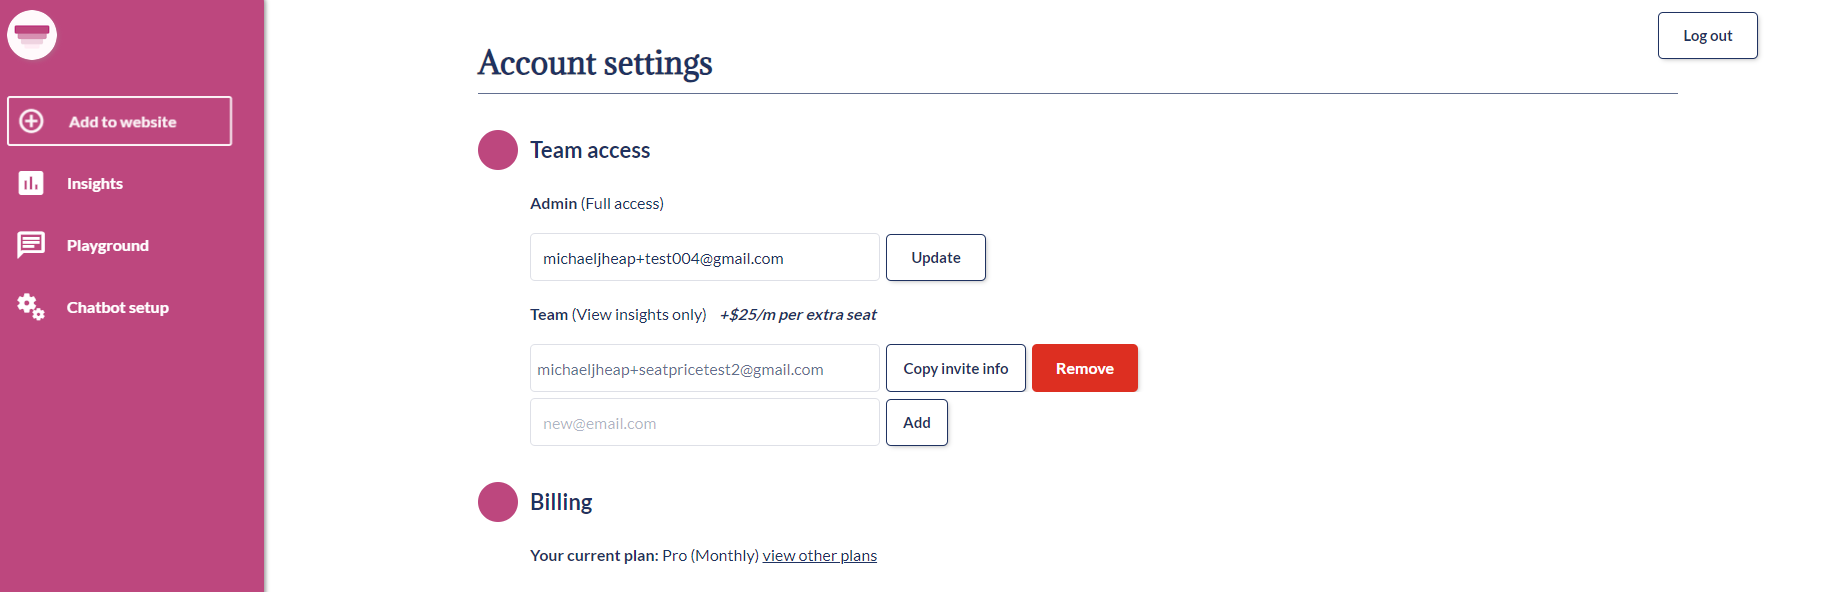 Log out
Account settings
Add to website
Insights
Playground
Chatbot setup
Team access
Admin (Full access)
michaeljheap+test004@gmail.com
Update
Team (View insights only) +$25/m per extra seat
michaeljheap+seatpricetest2@gmail.com
Copy invite info
Remove
new@email.com
Add
Billing
Your current plan: Pro (Monthly) view other plans